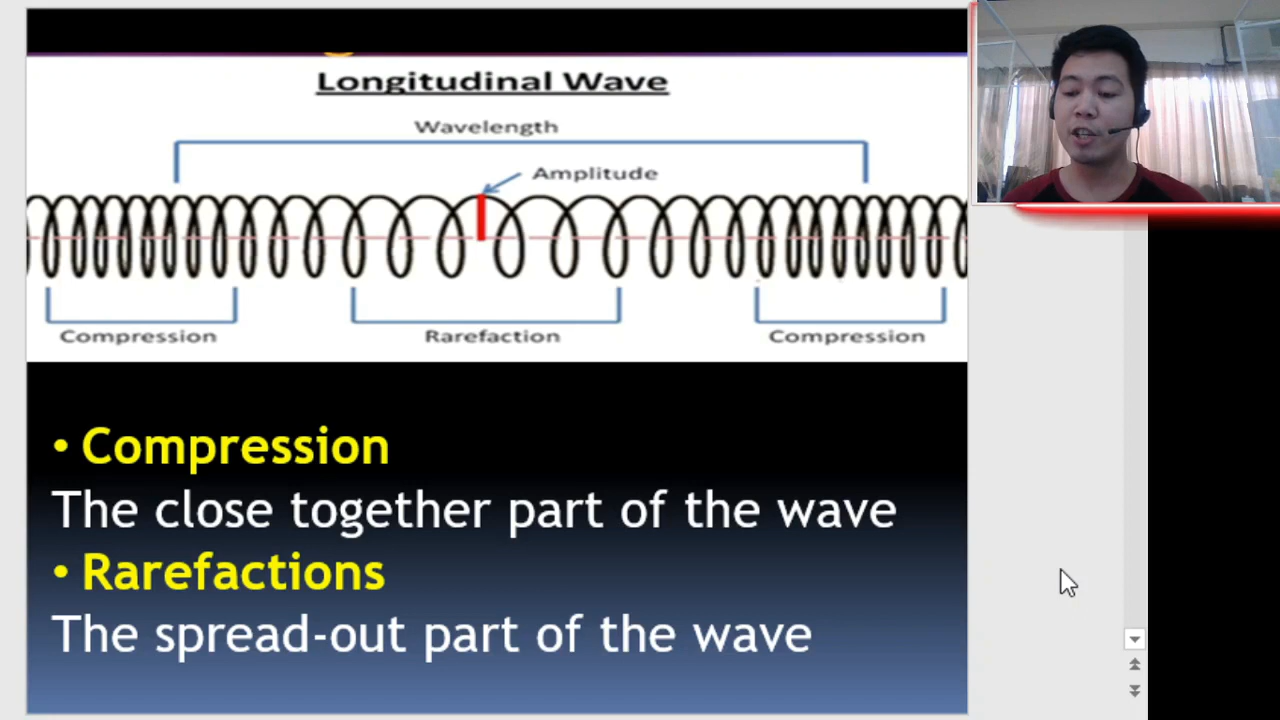 Longitudinal Wave
Wavelength
Amplitude
Compression Rarefaction Compression
• Compression
The close together part of the wave
• Rarefactions
The spread-out part of the wave